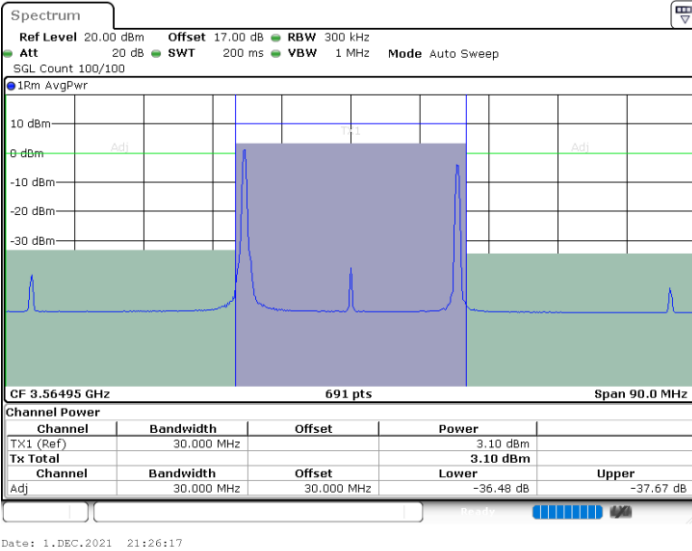 Spectrum
Ref Level 20.00 dBm Offset 17.00 dB RBW 300 kHz
Att 20 dB SWT 200 ms VBW 1 MHz Mode Auto Sweep
SGL Count 100/100
1Rm AvgPwr
10 dBm
TX1
Adj Adj
0 dBm
-10 dBm
-20 dBm
-30 dBm
CF 3.56495 GHz 691 pts Span 90.0 MHz
Channel Power
Channel Bandwidth Offset Power
TX1 (Ref) 30.000 MHz 3.10 dBm
Tx Total 3.10 dBm
Channel Bandwidth Offset Lower Upper
Adj 30.000 MHz 30.000 MHz -36.48 dB -37.67 dB
Ready
Date: 1.DEC.2021 21:26:17